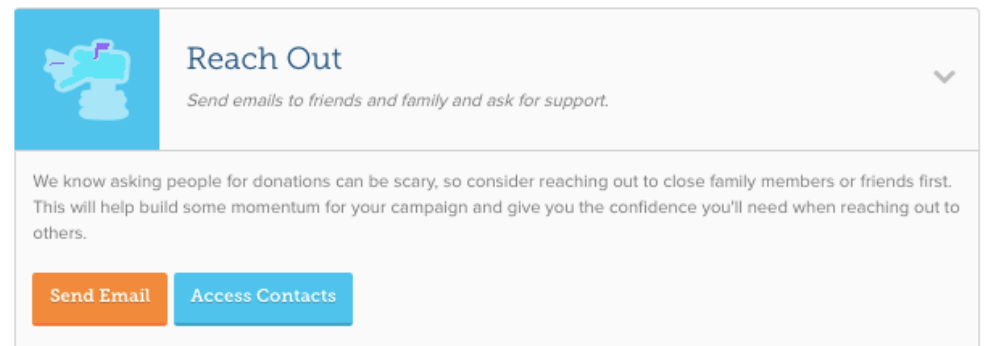 Reach Out
Send emails to friends and family and ask for support.
We know asking people for donations can be scary, so consider reaching out to close family members or friends first.
This will help build some momentum for your campaign and give you the confidence you'll need when reaching out to
others.
Send Email
Access Contacts